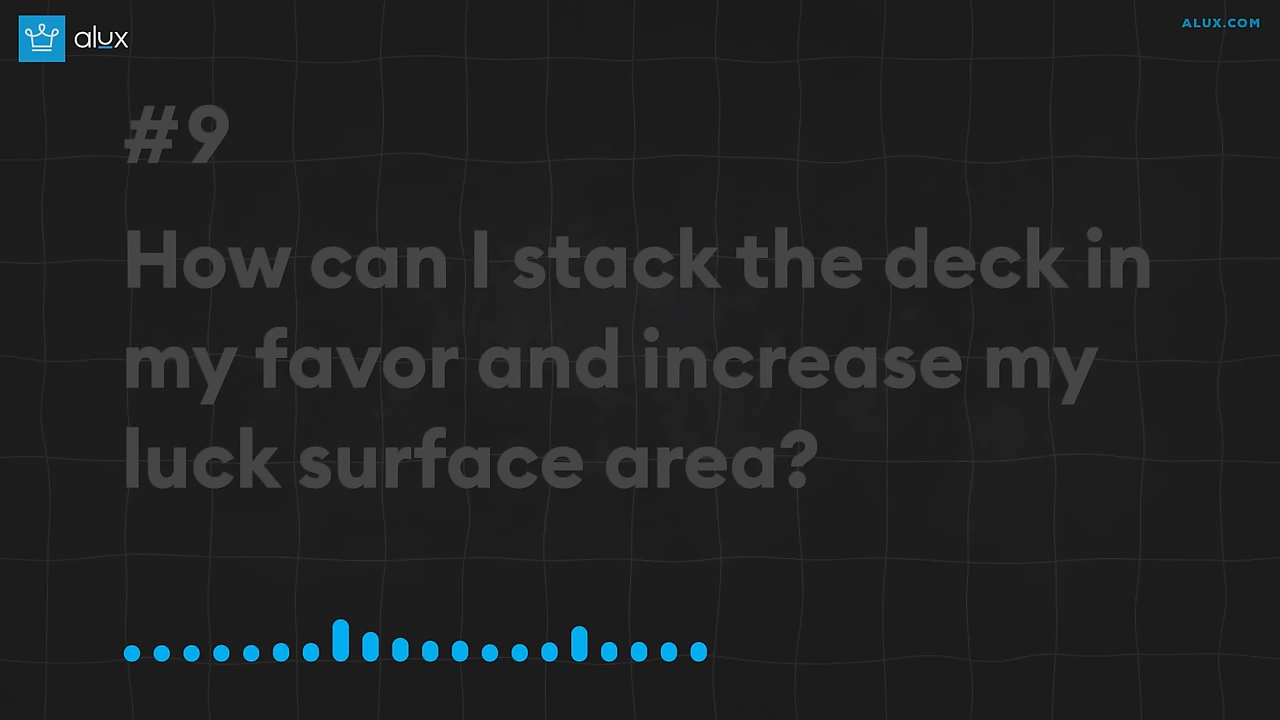 alux
ALUX.COM
#9
How can I stack the deck in
my favor and increase my
luck surface area?